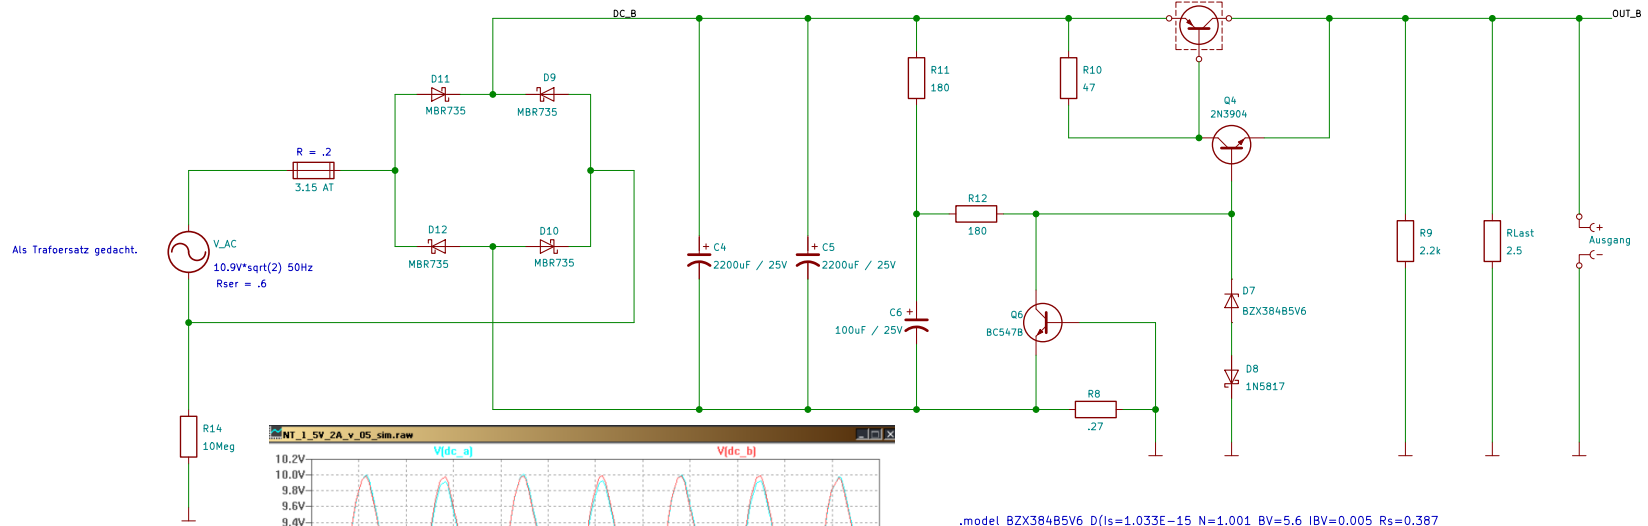 DC_B
OUT_B
D11
MBR735
D9
MBR735
R11
180
R10
47
Q4
2N3904
R = .2
3.15 AT
R12
180
V_AC
10.9V*sqrt(2) 50Hz
Rser = .6
Als Trafoersatz gedacht.
D12
MBR735
D10
MBR735
+ C4
2200uF / 25V
+ C5
2200uF / 25V
R9
2.2k
RLast
2.5
+
Ausgang
-
D7
BZX384B5V6
C6 +
100uF / 25V
Q6
BC547B
D8
1N5817
R8
.27
R14
10Meg
NT_1_5V_2A_v_05_sim.raw
V(dc_a)
V(dc_b)
10.2V
10.0V
9.8V
9.6V
9.4V
.model BZX384B5V6 D(Is=1.033E-15 N=1.001 BV=5.6 IBV=0.005 Rs=0.387